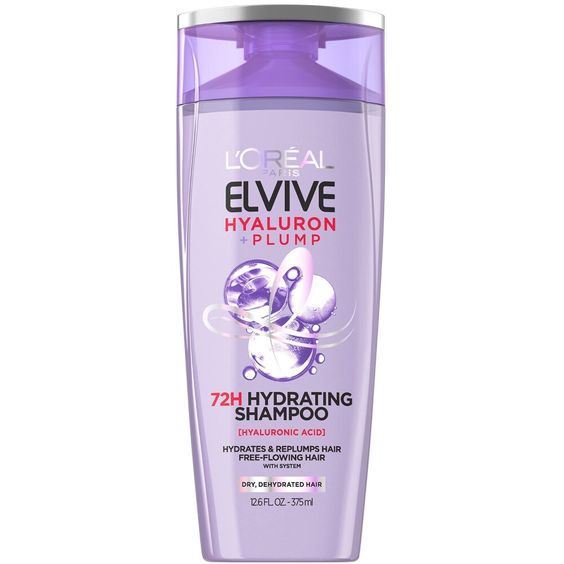 L'ORÉAL
PARIS
ELVIVE
HYALURON
+ PLUMP
72H HYDRATING
SHAMPOO
[HYALURONIC ACID]
HYDRATES & REPLUMPS HAIR
FREE-FLOWING HAIR
WITH SYSTEM
DRY, DEHYDRATED HAIR
12.6 FL. OZ. - 375 ml